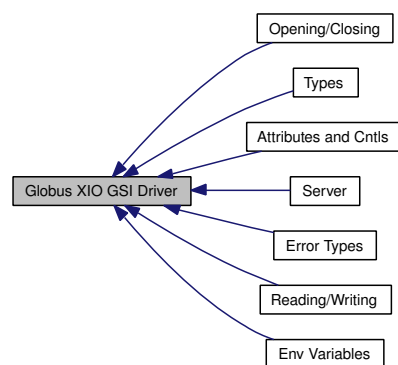 Opening/Closing
Types
Attributes and Cntls
Globus XIO GSI Driver
Server
Error Types
Reading/Writing
Env Variables